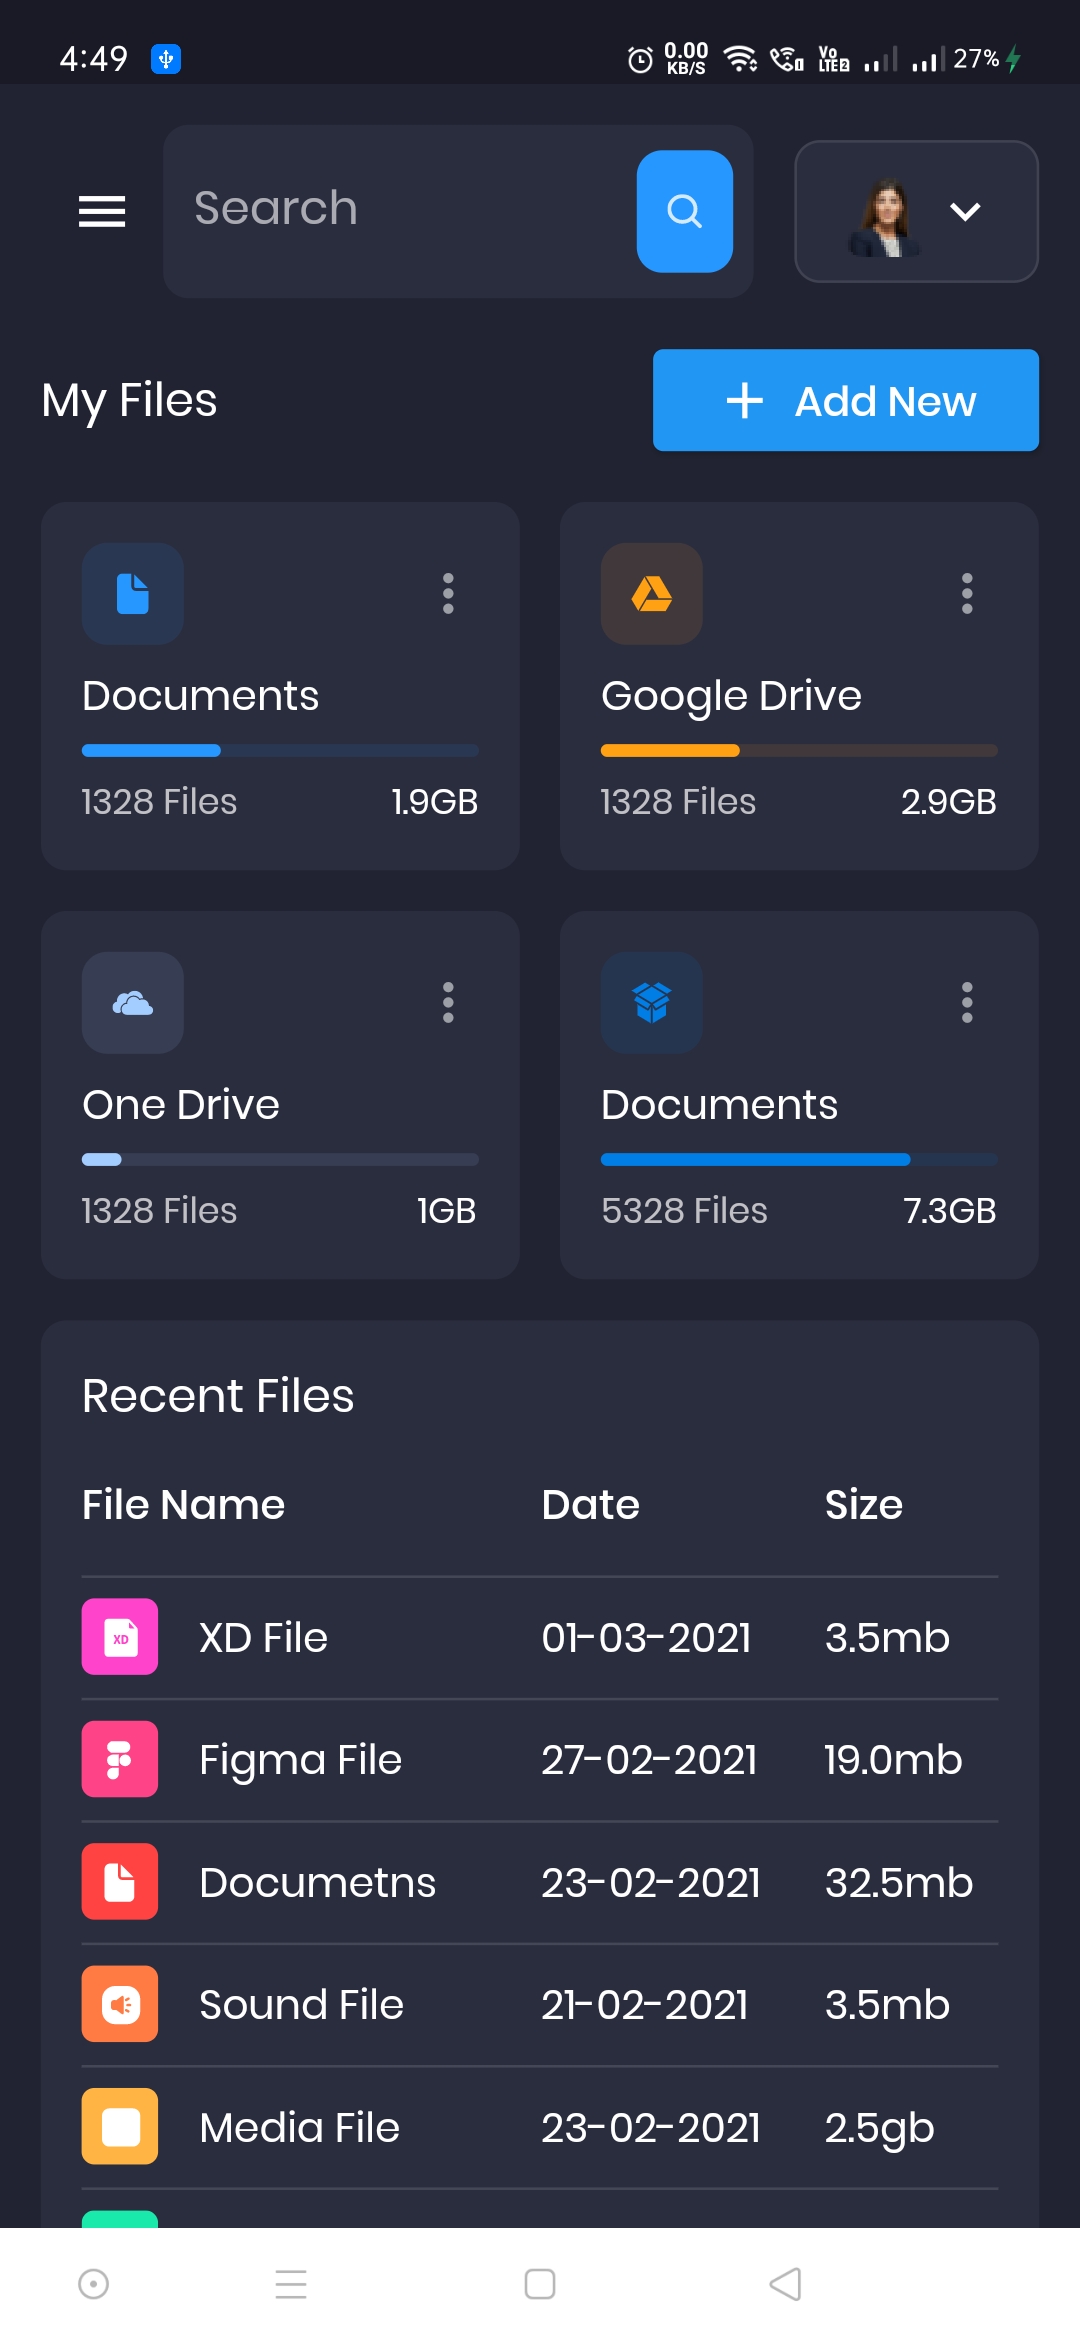 4:49 0.00 KB/S Vo LTE2 27%
Search
My Files
Add New
Documents
1328 Files 1.9GB
Google Drive
1328 Files 2.9GB
One Drive
1328 Files 1GB
Documents
5328 Files 7.3GB
Recent Files
File Name Date Size
XD XD File 01-03-2021 3.5mb
Figma File 27-02-2021 19.0mb
Documetns 23-02-2021 32.5mb
Sound File 21-02-2021 3.5mb
Media File 23-02-2021 2.5gb